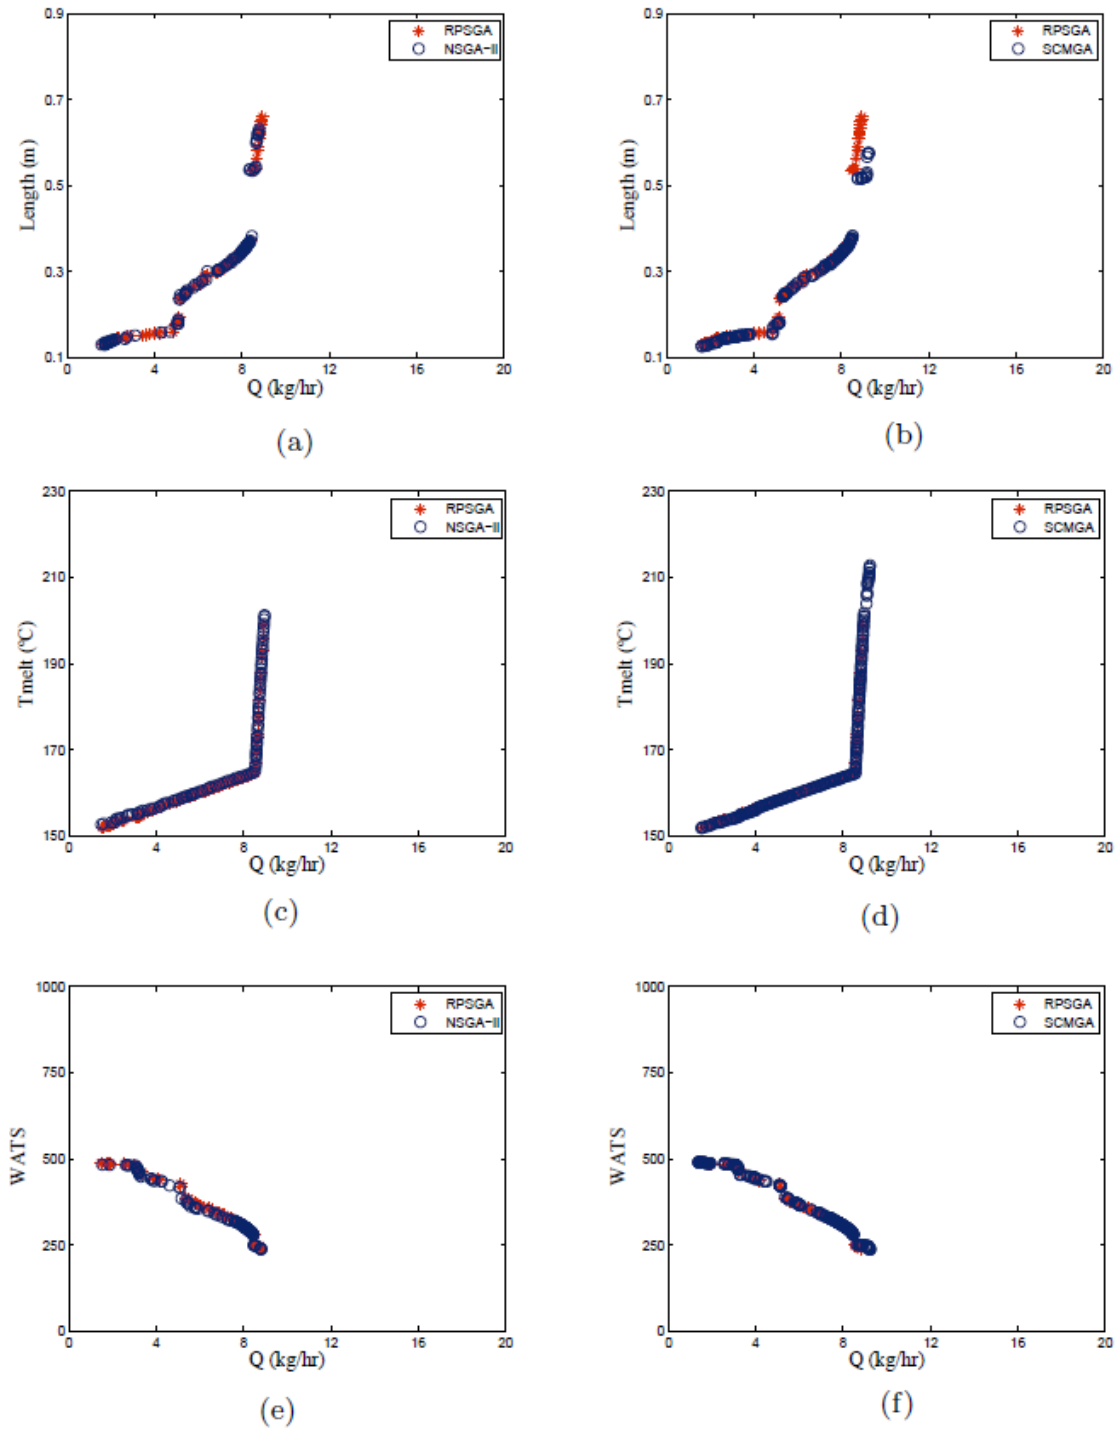 0.9
0.7
0.5
0.3
0.1
Length (m)
RPSGA
NSGA-II
0 4 8 12 16 20
Q (kg/hr)
(a)
0.9
0.7
0.5
0.3
0.1
Length (m)
RPSGA
SCMGA
0 4 8 12 16 20
Q (kg/hr)
(b)
230
210
190
170
150
Tmelt (ºC)
RPSGA
NSGA-II
0 4 8 12 16 20
Q (kg/hr)
(c)
230
210
190
170
150
Tmelt (ºC)
RPSGA
SCMGA
0 4 8 12 16 20
Q (kg/hr)
(d)
1000
750
500
250
0
WATS
RPSGA
NSGA-II
0 4 8 12 16 20
Q (kg/hr)
(e)
1000
750
500
250
0
WATS
RPSGA
SCMGA
0 4 8 12 16 20
Q (kg/hr)
(f)